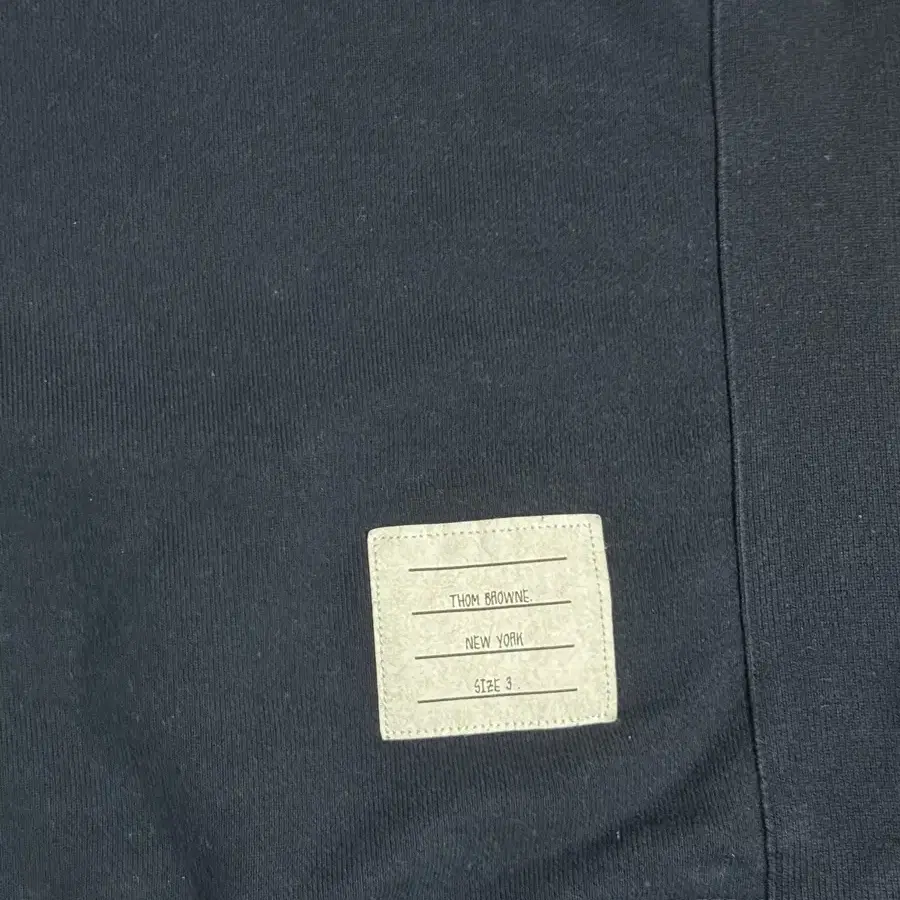 THOM BROWNE.
NEW YORK
SIZE 3.